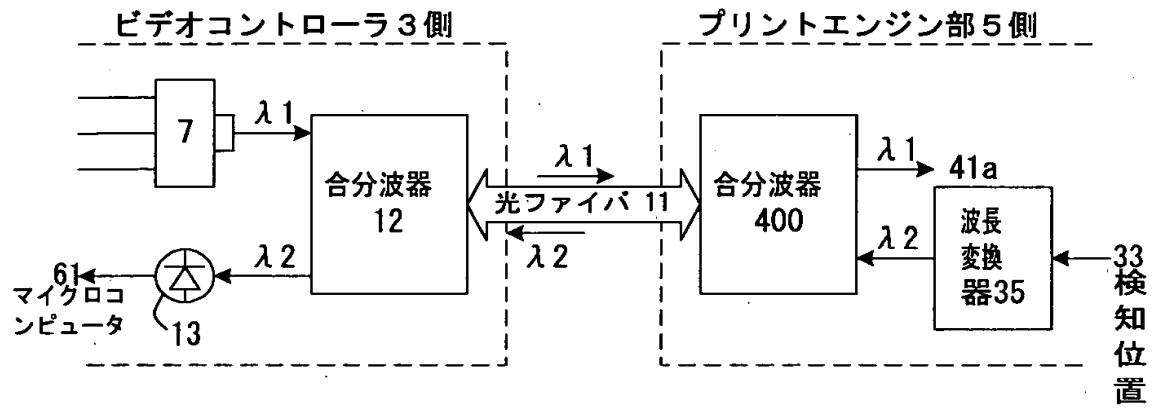 ビデオコントローラ3側
プリントエンジン部5側
7
λ1
合分波器
12
λ2
13
61
マイクロコ
ンピュータ
λ1
光ファイバ 11
λ2
合分波器
400
λ1
41a
λ2
波長
変換
器35
33
検
知
位
置